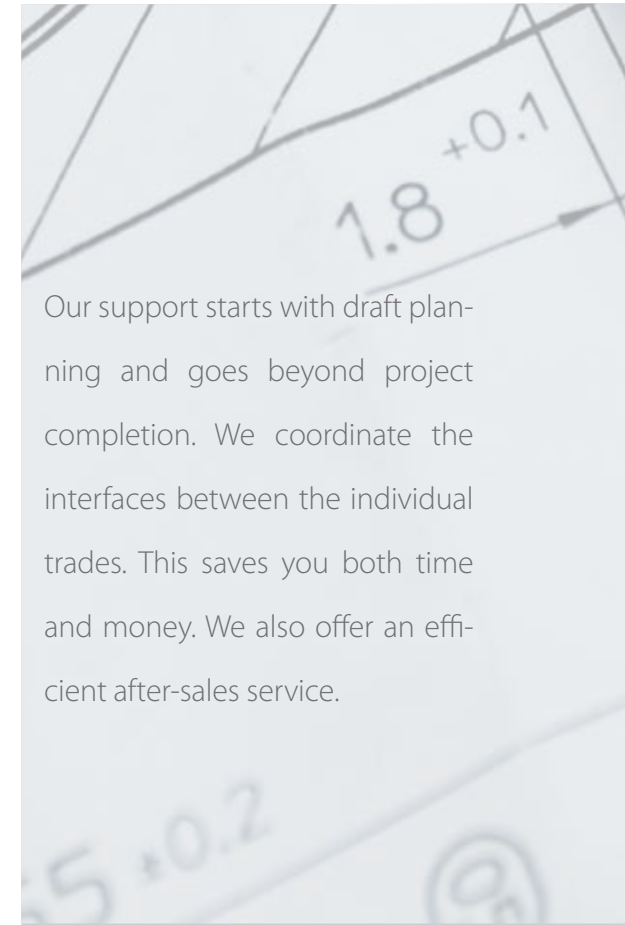 1.8 +0.1
Our support starts with draft plan-
ning and goes beyond project
completion. We coordinate the
interfaces between the individual
trades. This saves you both time
and money. We also offer an effi-
cient after-sales service.
±0.2